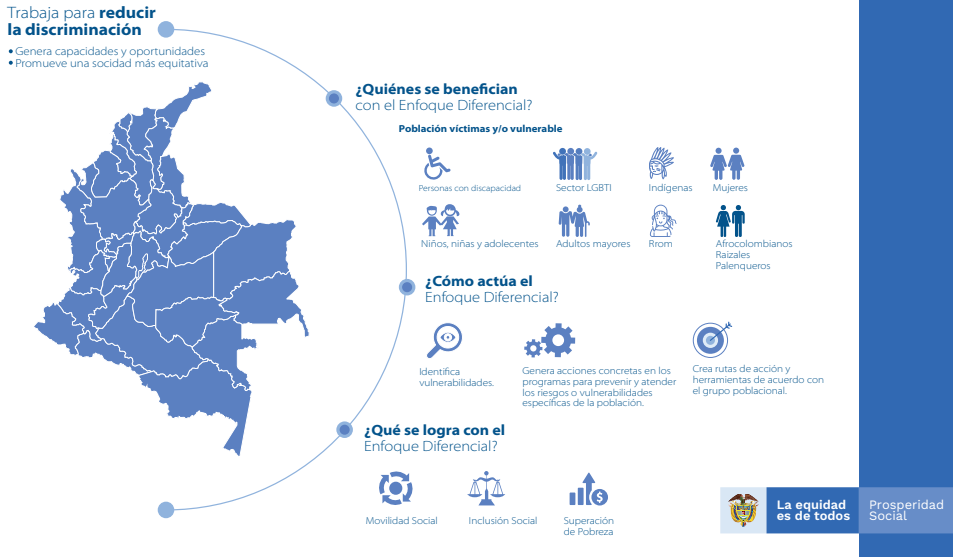 Trabaja para reducir
la discriminación
• Genera capacidades y oportunidades
• Promueve una socidad más equitativa
¿Quiénes se benefician
con el Enfoque Diferencial?
Población víctimas y/o vulnerable
Personas con discapacidad
Sector LGBTI
Indígenas
Mujeres
Niños, niñas y adolecentes
Adultos mayores
Rrom
Afrocolombianos
Raizales
Palenqueros
¿Cómo actúa el
Enfoque Diferencial?
Identifica
vulnerabilidades.
Genera acciones concretas en los
programas para prevenir y atender
los riesgos o vulnerabilidades
específicas de la población.
Crea rutas de acción y
herramientas de acuerdo con
el grupo poblacional.
¿Qué se logra con el
Enfoque Diferencial?
$
Movilidad Social
Inclusión Social
Superación
de Pobreza
La equidad
es de todos
Prosperidad
Social